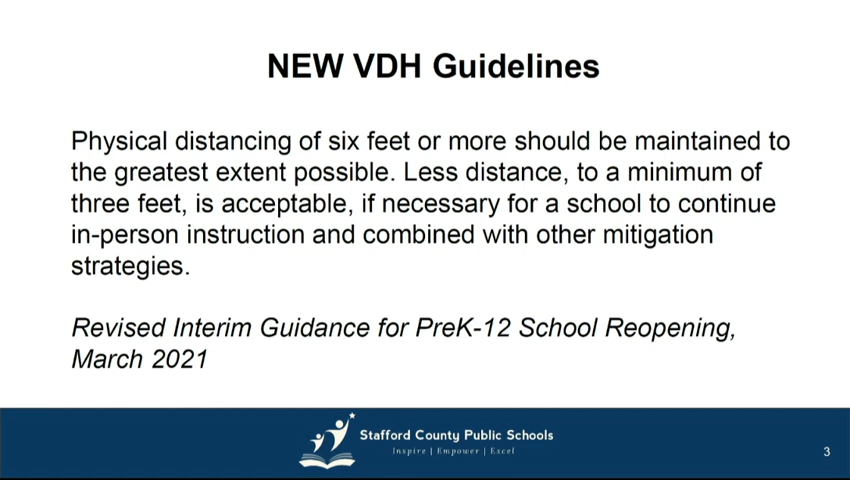 NEW VDH Guidelines
Physical distancing of six feet or more should be maintained to
the greatest extent possible. Less distance, to a minimum of
three feet, is acceptable, if necessary for a school to continue
in-person instruction and combined with other mitigation
strategies.
Revised Interim Guidance for PreK-12 School Reopening,
March 2021
Stafford County Public Schools
Inspire | Empower | Excel
3